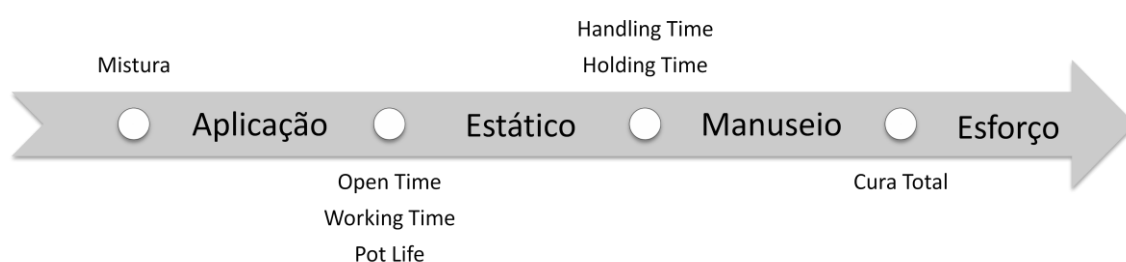 Handling Time
Mistura
Holding Time
Aplicação
Estático
Manuseio
Esforço
Open Time
Cura Total
Working Time
Pot Life